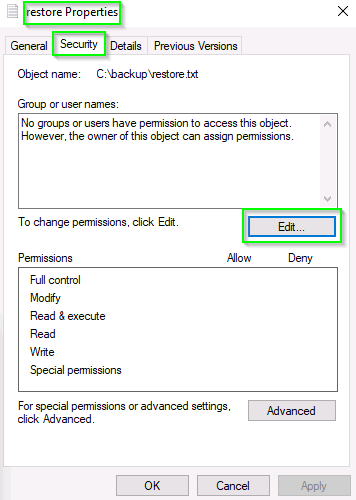 restore Properties
General Security Details Previous Versions
Object name: C:\backup\restore.txt
Group or user names:
No groups or users have permission to access this object.
However, the owner of this object can assign permissions.
To change permissions, click Edit. Edit...
Permissions Allow Deny
Full control
Modify
Read & execute
Read
Write
Special permissions
For special permissions or advanced settings,
click Advanced. Advanced
OK Cancel Apply